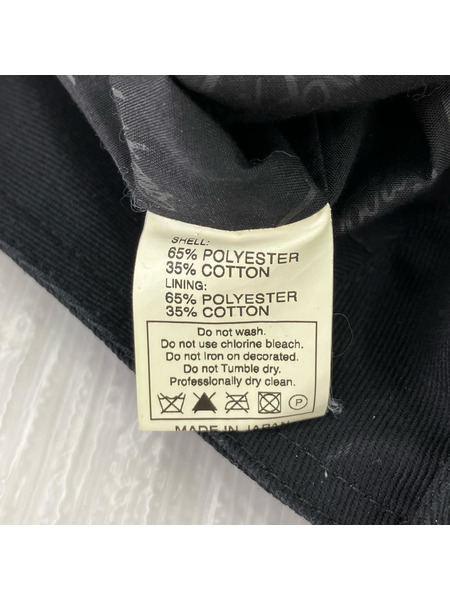 SHELL:
65% POLYESTER
35% COTTON
LINING:
65% POLYESTER
35% COTTON
Do not wash.
Do not use chlorine bleach.
Do not Iron on decorated.
Do not Tumble dry.
Professionally dry clean.
P
MADE IN JAPAN